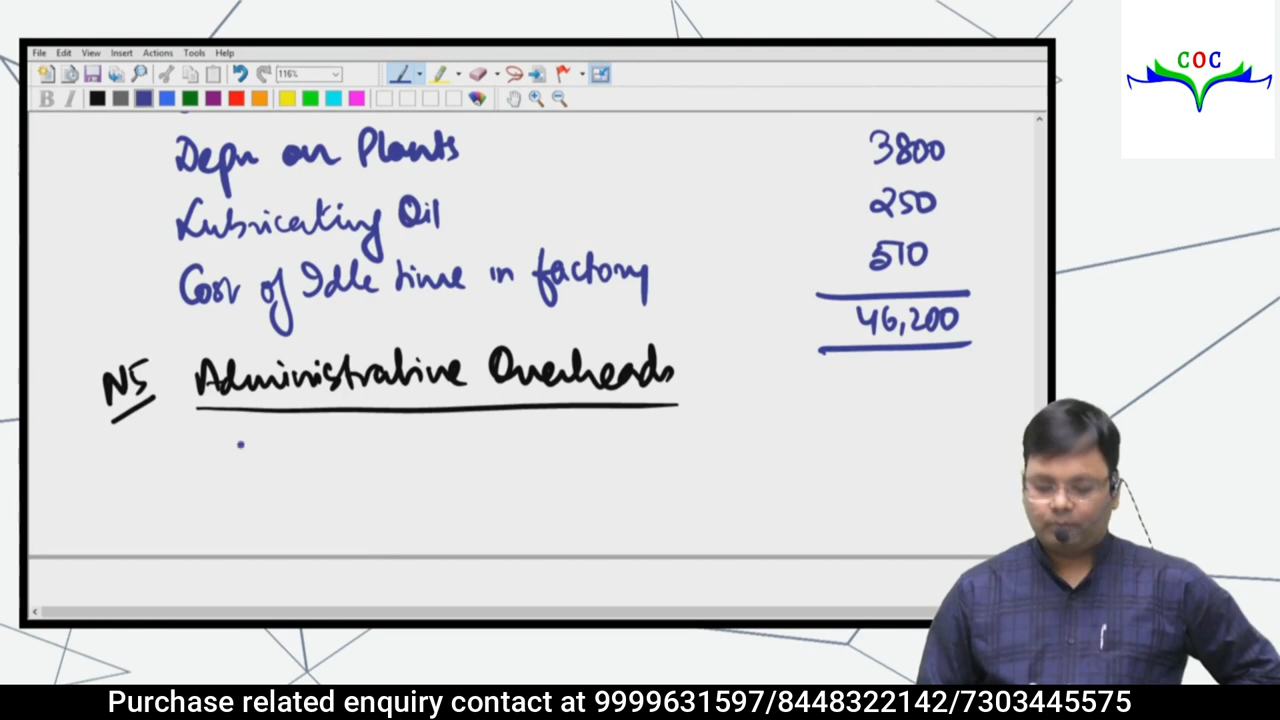 COC
File Edit View Insert Actions Tools Help
116%
B I
Depn on Plants 3800
Lubricating Oil 250
Cost of Idle time in factory 510
46,200
N5 Administrative Overheads
Purchase related enquiry contact at 9999631597/8448322142/7303445575